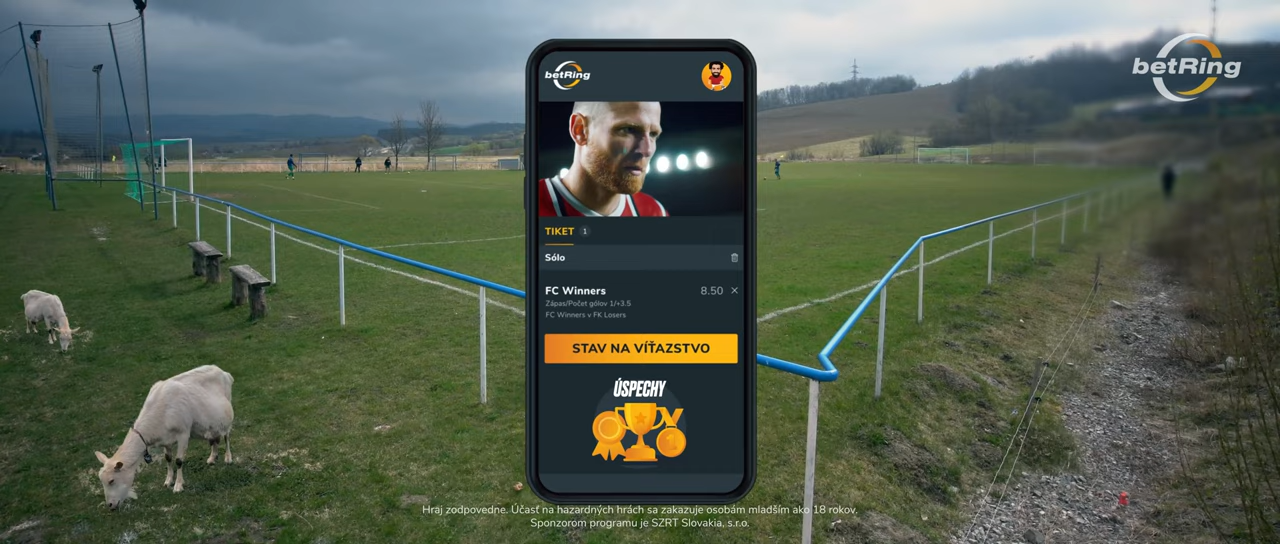 betRing
betRing
TIKET 1
Sólo
FC Winners 8.50 ×
Zápas/Počet gólov 1/+3.5
FC Winners v FK Losers
STAV NA VÍŤAZSTVO
ÚSPECHY
1
Hraj zodpovedne. Účasť na hazardných hrách sa zakazuje osobám mladším ako 18 rokov.
Sponzorom programu je SZRT Slovakia, s.r.o.